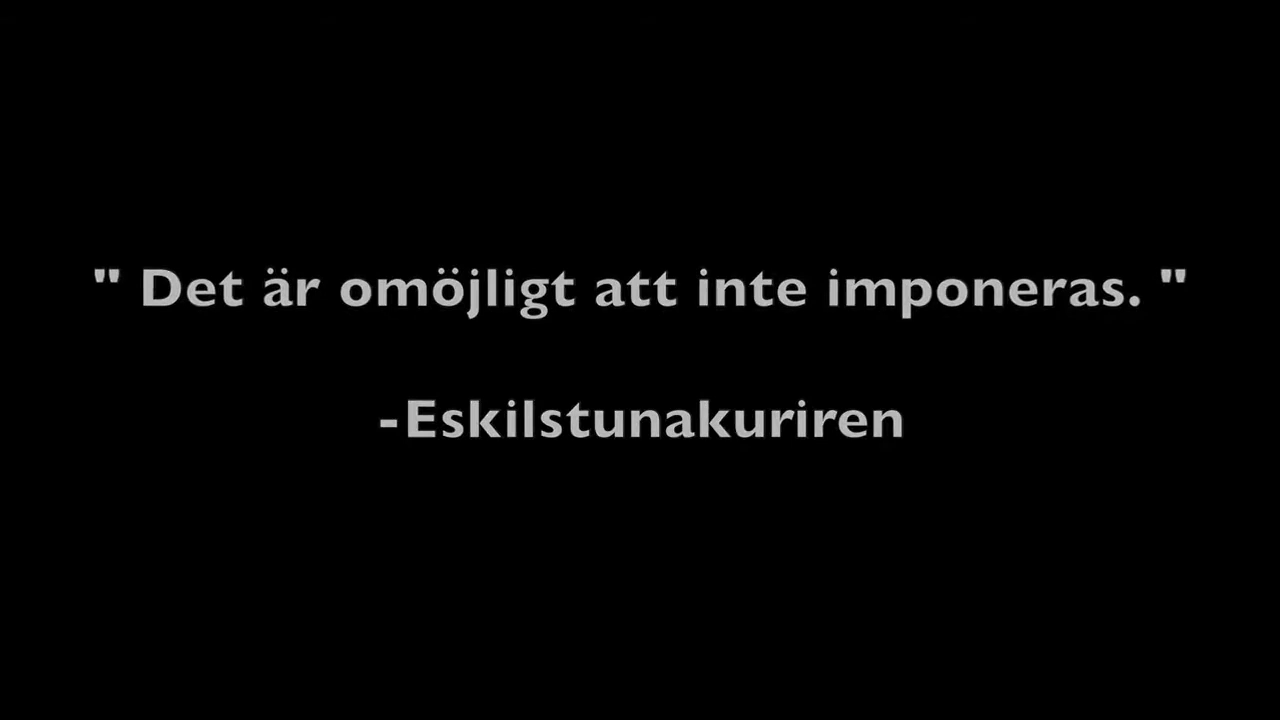 " Det är omöjligt att inte imponeras. "
-Eskilstunakuriren